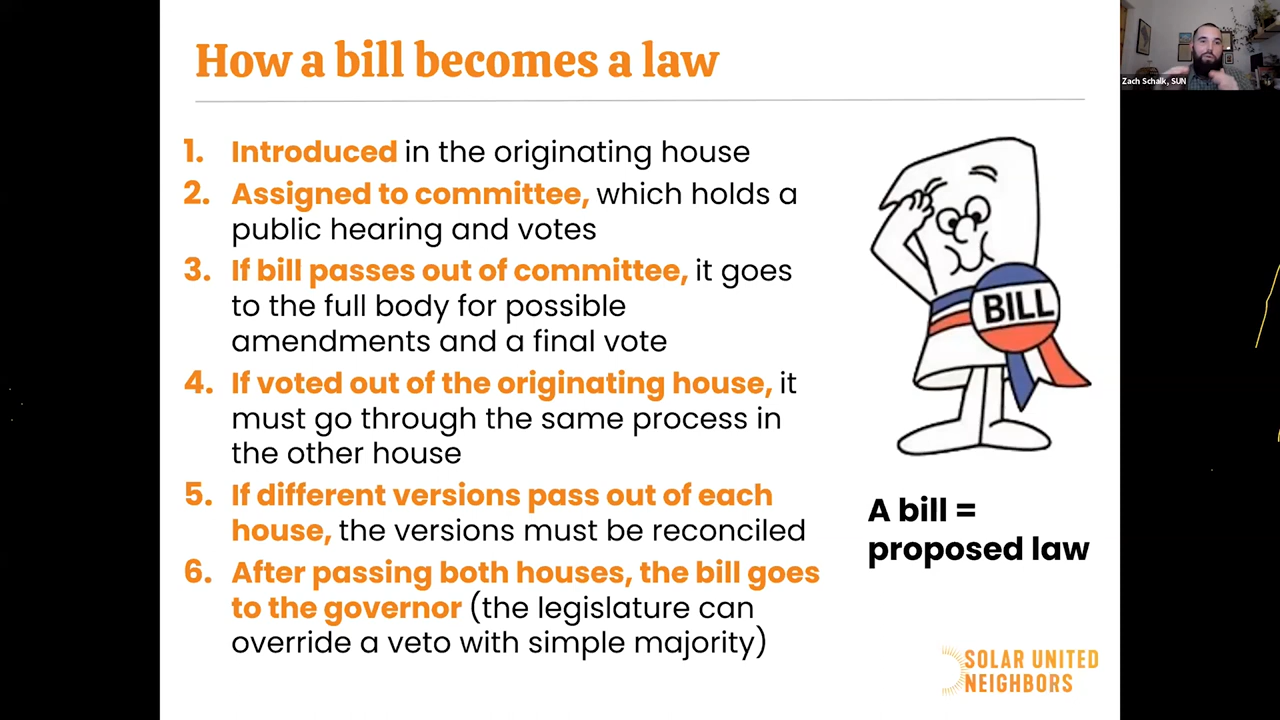 How a bill becomes a law
1. Introduced in the originating house
2. Assigned to committee, which holds a
public hearing and votes
3. If bill passes out of committee, it goes
to the full body for possible
amendments and a final vote
4. If voted out of the originating house, it
must go through the same process in
the other house
5. If different versions pass out of each
house, the versions must be reconciled
6. After passing both houses, the bill goes
to the governor (the legislature can
override a veto with simple majority)
BILL
A bill =
proposed law
SOLAR UNITED
NEIGHBORS
Zach Schalk, SUN